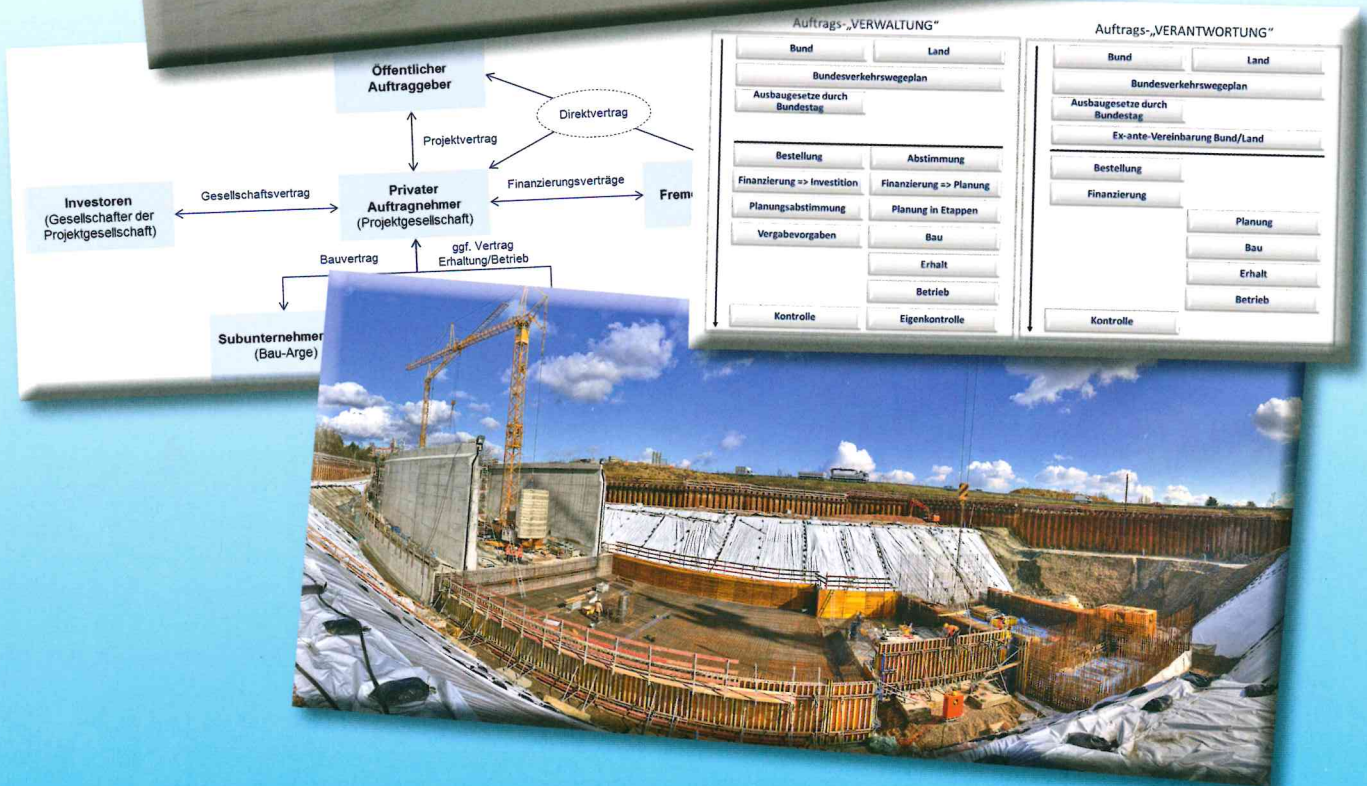 Öffentlicher
Auftraggeber
Direktvertrag
Projektvertrag
Investoren
(Gesellschafter der
Projektgesellschaft)
Gesellschaftsvertrag
Privater
Auftragnehmer
(Projektgesellschaft)
Finanzierungsverträge
Bauvertrag
ggf. Vertrag
Erhaltung/Betrieb
Subunternehmer
(Bau-Arge)
Auftrags-„VERWALTUNG“
Bund Land
Bundesverkehrswegeplan
Ausbaugesetze durch
Bundestag
Bestellung Abstimmung
Finanzierung => Investition Finanzierung => Planung
Planungsabstimmung Planung in Etappen
Vergabevorgaben Bau
Erhalt
Betrieb
Kontrolle Eigenkontrolle
Auftrags-„VERANTWORTUNG“
Bund Land
Bundesverkehrswegeplan
Ausbaugesetze durch
Bundestag
Ex-ante-Vereinbarung Bund/Land
Bestellung
Finanzierung
Planung
Bau
Erhalt
Betrieb
Kontrolle